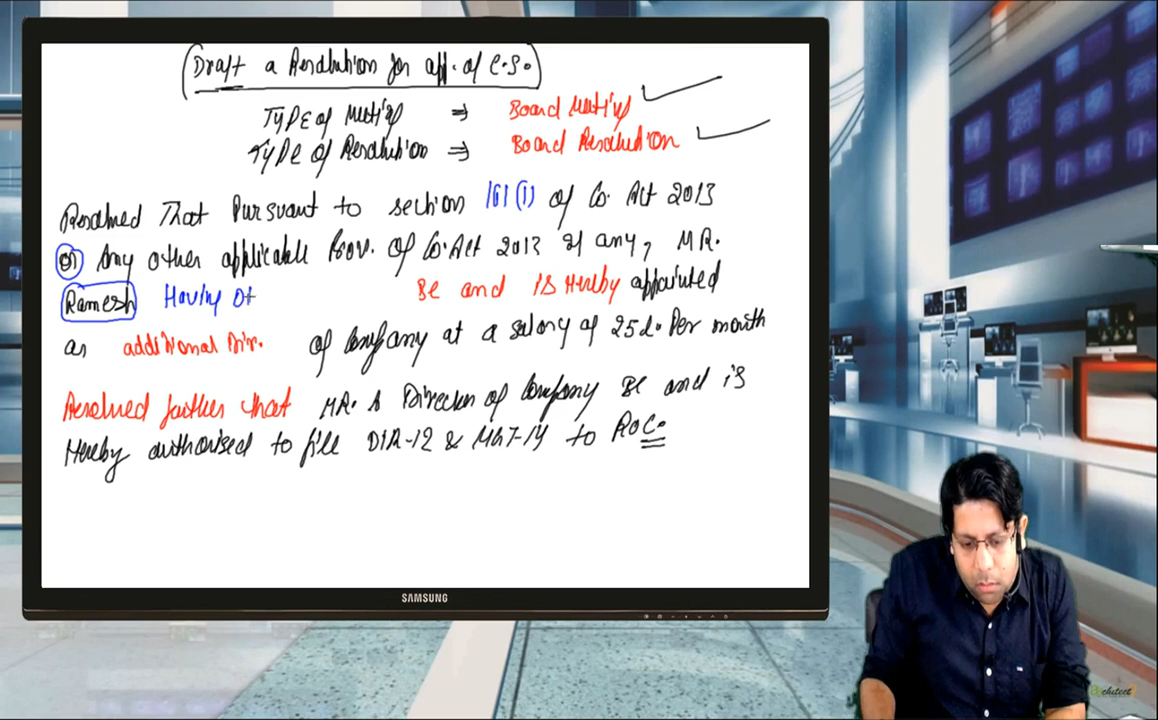 Draft a Resolution for app. of C.S.
TYPE of Meeting ⇒ Board Meeting
TYPE of Resolution ⇒ Board Resolution
Resolved That Pursuant to section 161(1) of Co. Act 2013
or Any other applicable Prov. of Co. Act 2013 if any, MR.
Ramesh Having DI Be and is Hereby appointed
as additional Dir. of Company at a salary of 25L. Per month
Resolved further that MR. A Director of Company Be and is
Hereby authorised to file DIR-12 & MGT-14 to ROC.
SAMSUNG